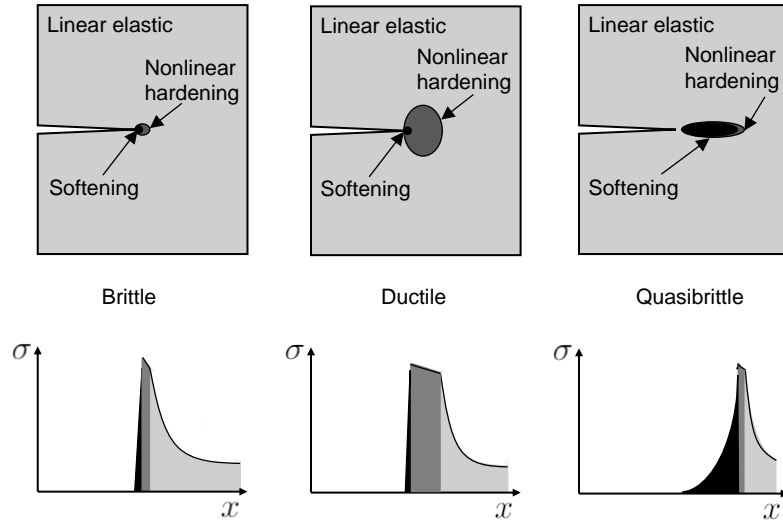 Linear elastic
Nonlinear
hardening
Softening
Linear elastic
Nonlinear
hardening
Softening
Linear elastic
Nonlinear
hardening
Softening
Brittle
Ductile
Quasibrittle
σ
x
σ
x
σ
x